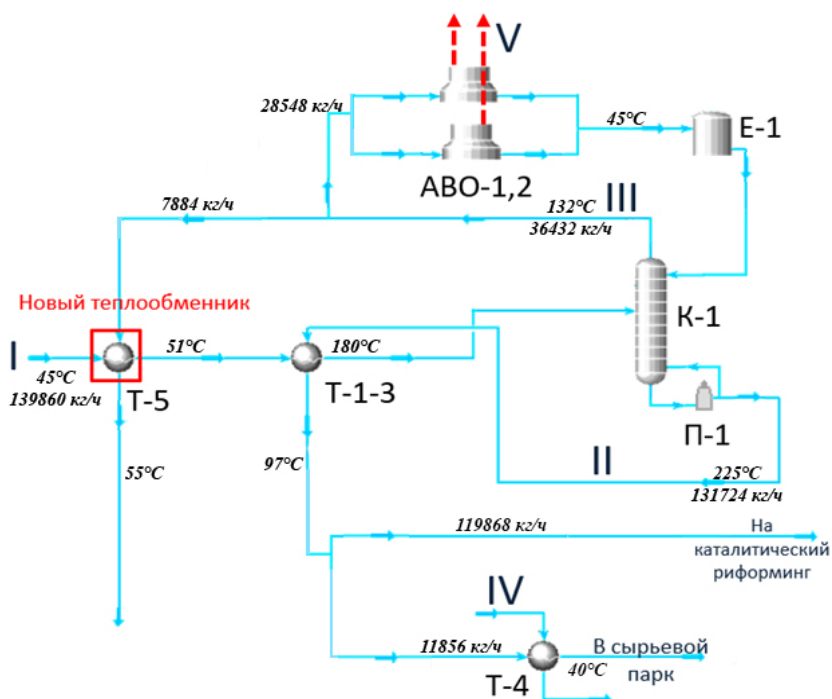 V
28548 кг/ч
45°C
Е-1
АВО-1,2
7884 кг/ч
132°C
III
36432 кг/ч
Новый теплообменник
К-1
I
51°C
180°C
45°C
139860 кг/ч
Т-5
Т-1-3
П-1
55°C
97°C
II
225°C
131724 кг/ч
119868 кг/ч
На
каталитический
риформинг
IV
11856 кг/ч
В сырьевой
парк
40°C
Т-4